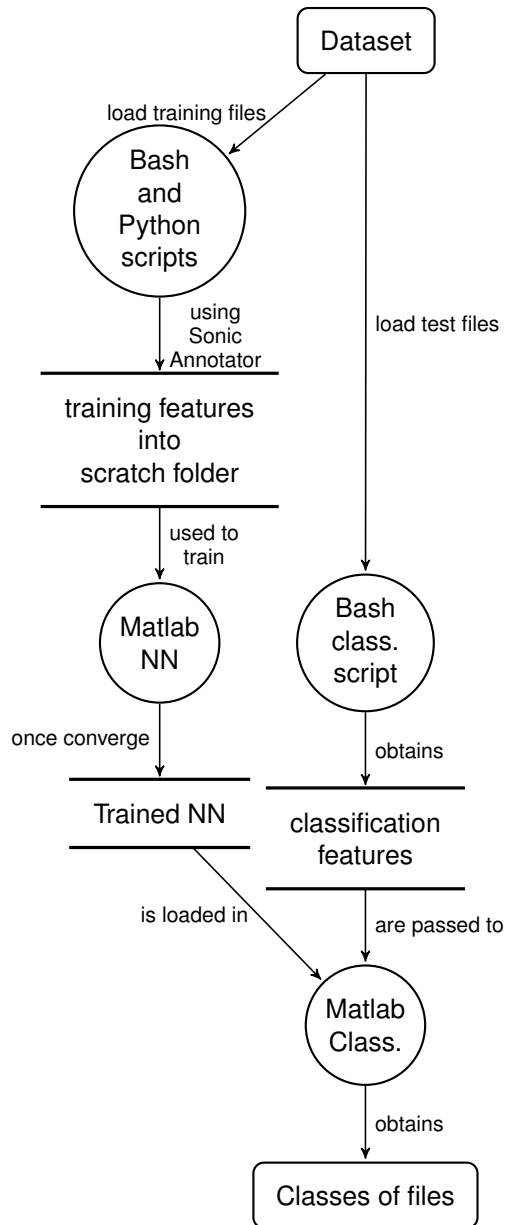 Dataset
load training files
Bash
and
Python
scripts
using
Sonic
Annotator
load test files
training features
into
scratch folder
used to
train
Matlab
NN
Bash
class.
script
once converge
obtains
Trained NN
classification
features
is loaded in
are passed to
Matlab
Class.
obtains
Classes of files